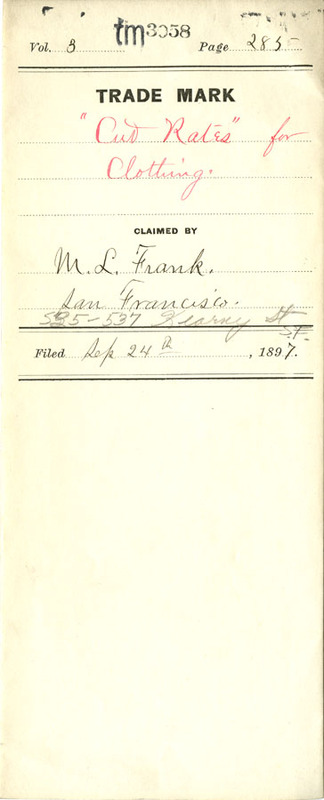 tm3058
Vol. 3 Page 285
TRADE MARK
"Cut Rates" for
Clothing.
CLAIMED BY
M. L. Frank.
San Francisco.
535-537 Kearny St
S.F.
Filed Sep 24th, 1897.